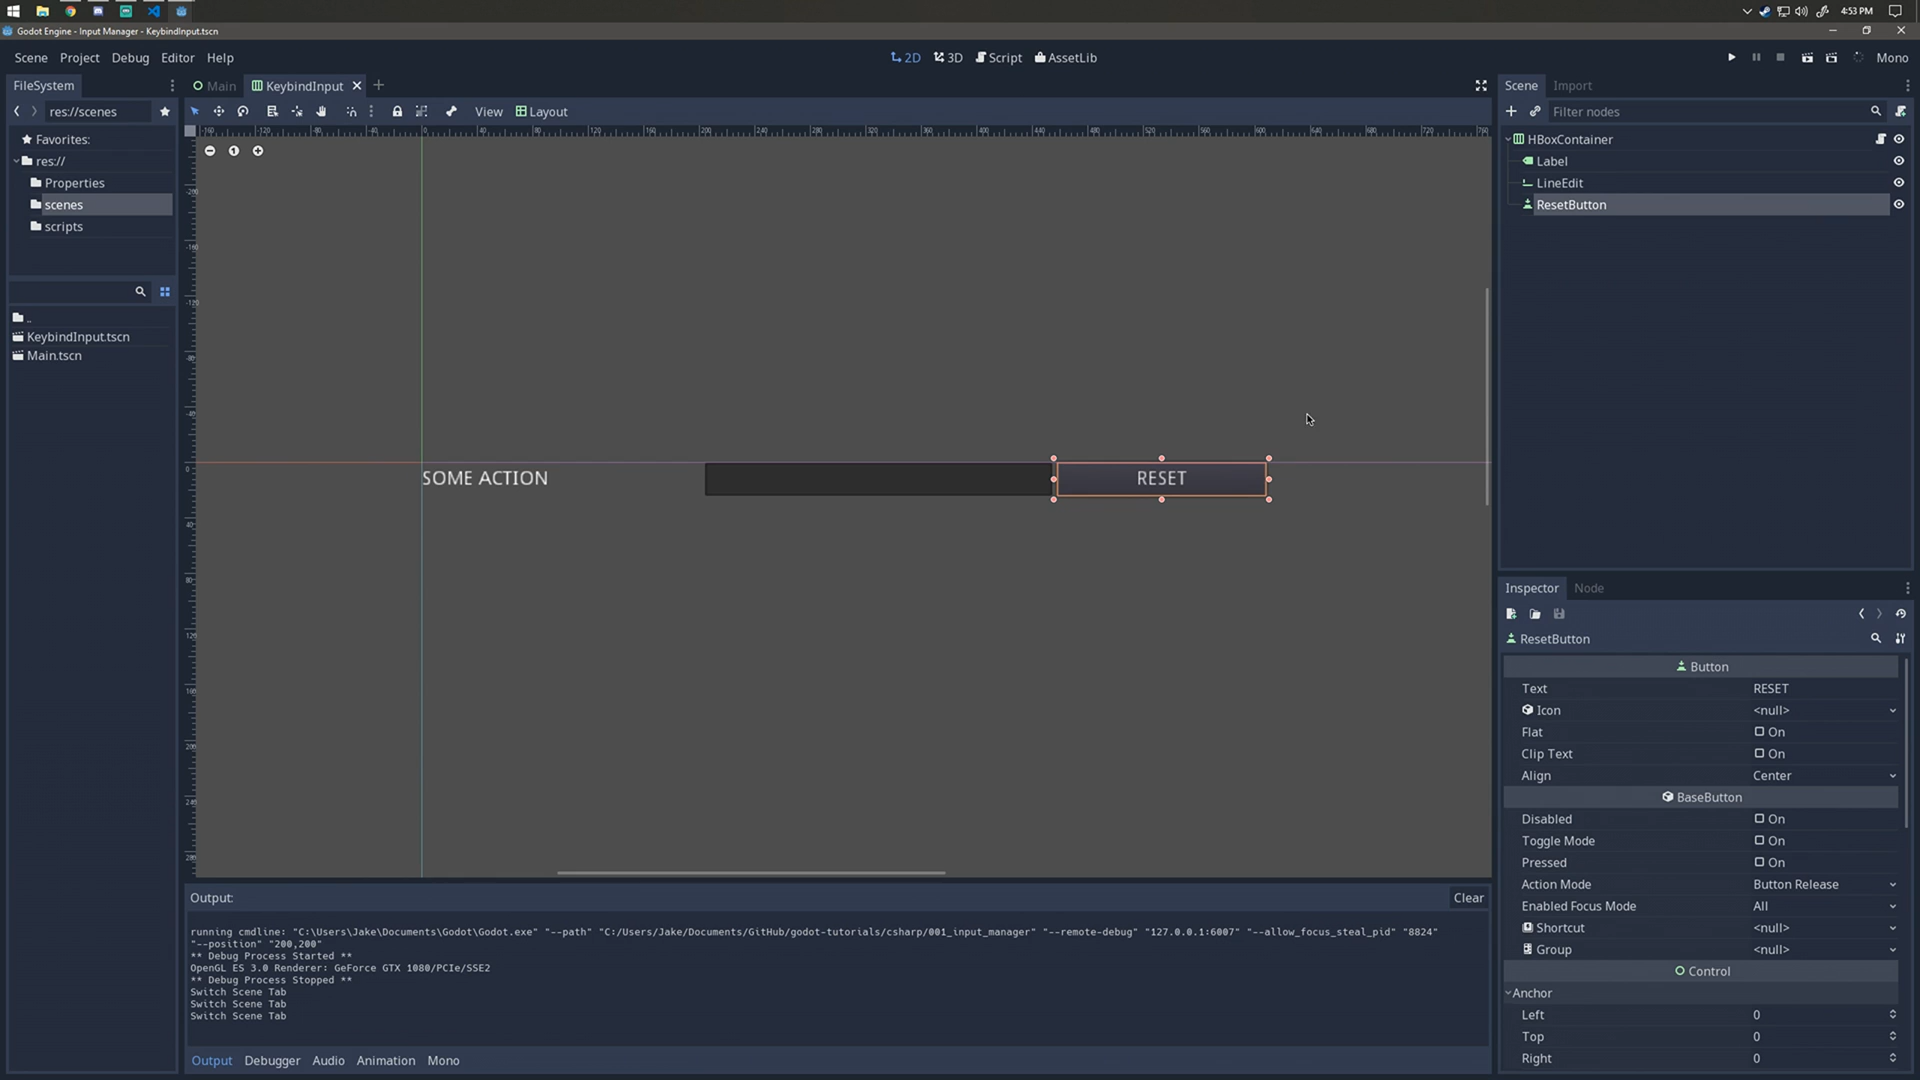 4:53 PM
Godot Engine - Input Manager - KeybindInput.tscn
Scene Project Debug Editor Help
2D 3D Script AssetLib
Mono
FileSystem
res://scenes
Favorites:
res://
Properties
scenes
scripts
..
KeybindInput.tscn
Main.tscn
Main KeybindInput
View Layout
SOME ACTION
RESET
Output:
Clear
running cmdline: "C:\Users\Jake\Documents\Godot\Godot.exe" "--path" "C:/Users/Jake/Documents/GitHub/godot-tutorials/csharp/001_input_manager" "--remote-debug" "127.0.0.1:6007" "--allow_focus_steal_pid" "8824"
"--position" "200,200"
** Debug Process Started **
OpenGL ES 3.0 Renderer: GeForce GTX 1080/PCIe/SSE2
** Debug Process Stopped **
Switch Scene Tab
Switch Scene Tab
Switch Scene Tab
Output Debugger Audio Animation Mono
Scene Import
Filter nodes
HBoxContainer
Label
LineEdit
ResetButton
Inspector Node
ResetButton
Button
Text RESET
Icon <null>
Flat On
Clip Text On
Align Center
BaseButton
Disabled On
Toggle Mode On
Pressed On
Action Mode Button Release
Enabled Focus Mode All
Shortcut <null>
Group <null>
Control
Anchor
Left 0
Top 0
Right 0